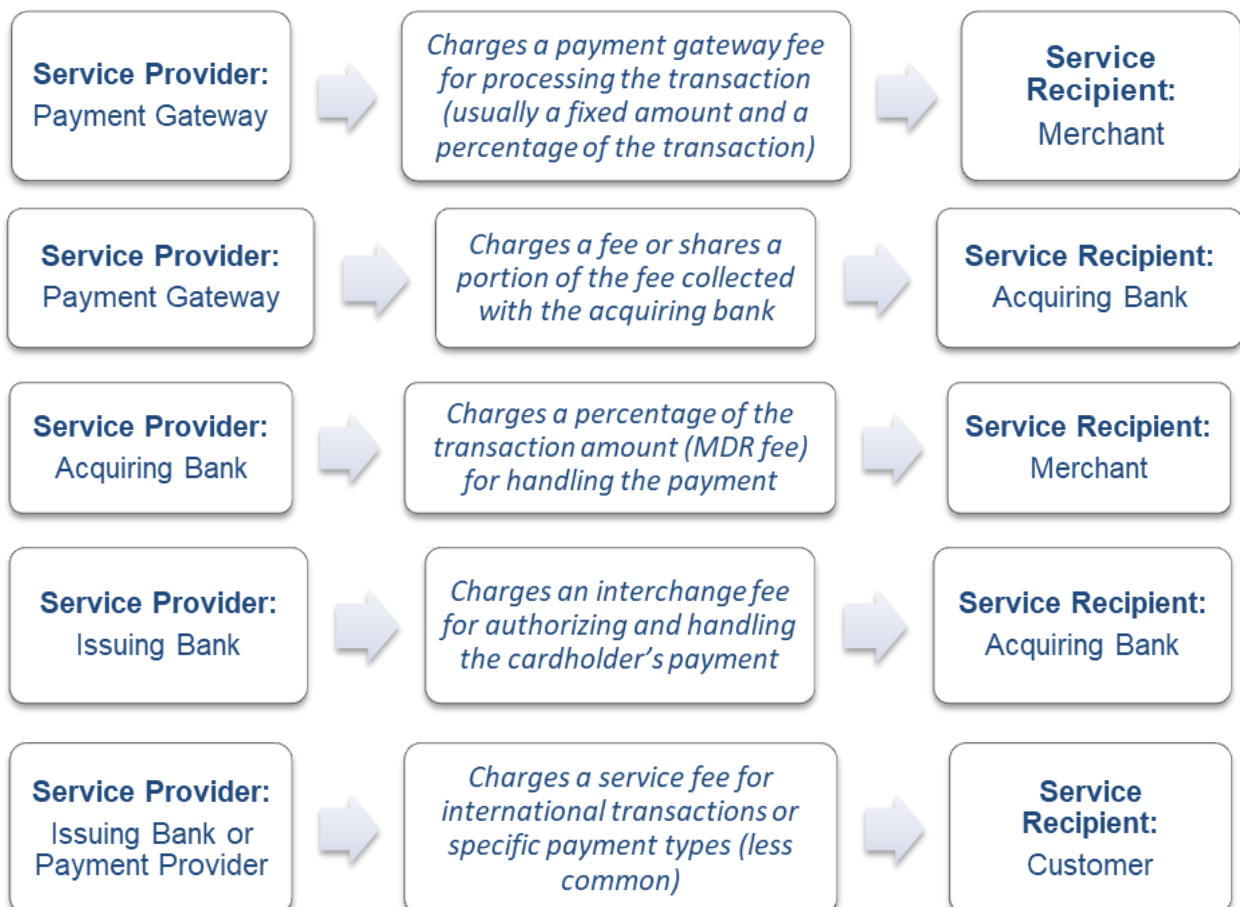 Service Provider:
Payment Gateway
Charges a payment gateway fee
for processing the transaction
(usually a fixed amount and a
percentage of the transaction)
Service
Recipient:
Merchant
Service Provider:
Payment Gateway
Charges a fee or shares a
portion of the fee collected
with the acquiring bank
Service Recipient:
Acquiring Bank
Service Provider:
Acquiring Bank
Charges a percentage of the
transaction amount (MDR fee)
for handling the payment
Service Recipient:
Merchant
Service Provider:
Issuing Bank
Charges an interchange fee
for authorizing and handling
the cardholder’s payment
Service Recipient:
Acquiring Bank
Service Provider:
Issuing Bank or
Payment Provider
Charges a service fee for
international transactions or
specific payment types (less
common)
Service
Recipient:
Customer